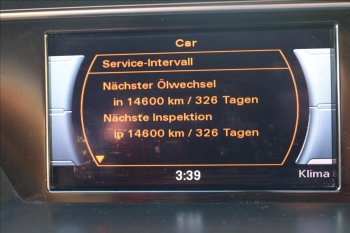 Car
Service-Intervall
Nächster Ölwechsel
in 14600 km / 326 Tagen
Nächste Inspektion
in 14600 km / 326 Tagen
3:39
Klima